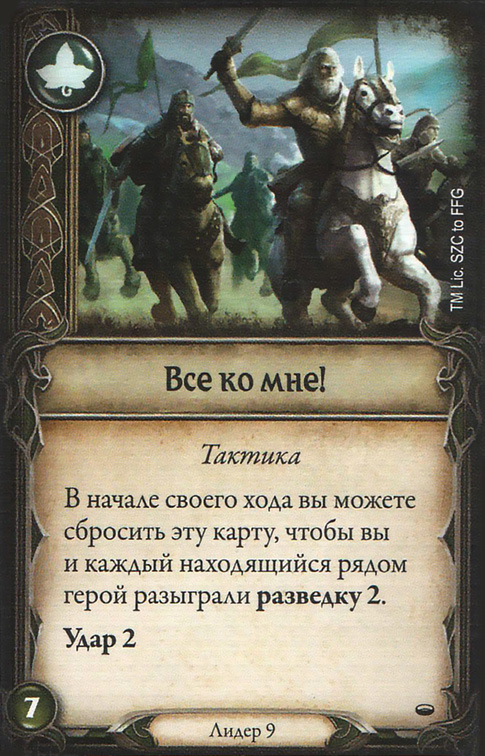 TM Lic. SZC to FFG
Все ко мне!
Тактика
В начале своего хода вы можете
сбросить эту карту, чтобы вы
и каждый находящийся рядом
герой разыграли разведку 2.
Удар 2
7
Лидер 9